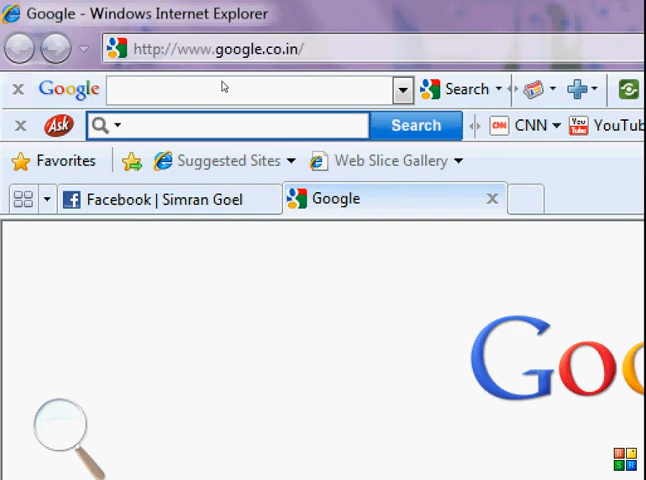 Google - Windows Internet Explorer
http://www.google.co.in/
Google Search
Ask Search CNN YouTub
Favorites Suggested Sites Web Slice Gallery
Facebook | Simran Goel Google
Goo
B S R